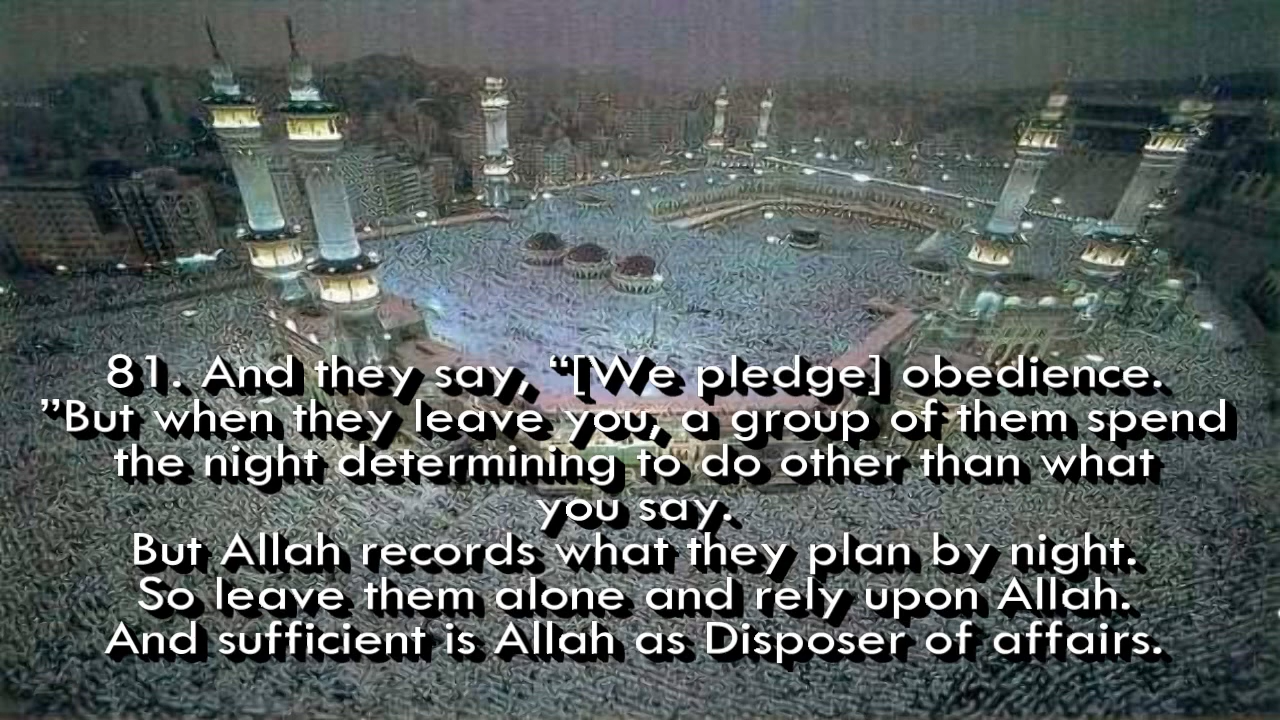 81. And they say, “[We pledge] obedience.
”But when they leave you, a group of them spend
the night determining to do other than what
you say.
But Allah records what they plan by night.
So leave them alone and rely upon Allah.
And sufficient is Allah as Disposer of affairs.